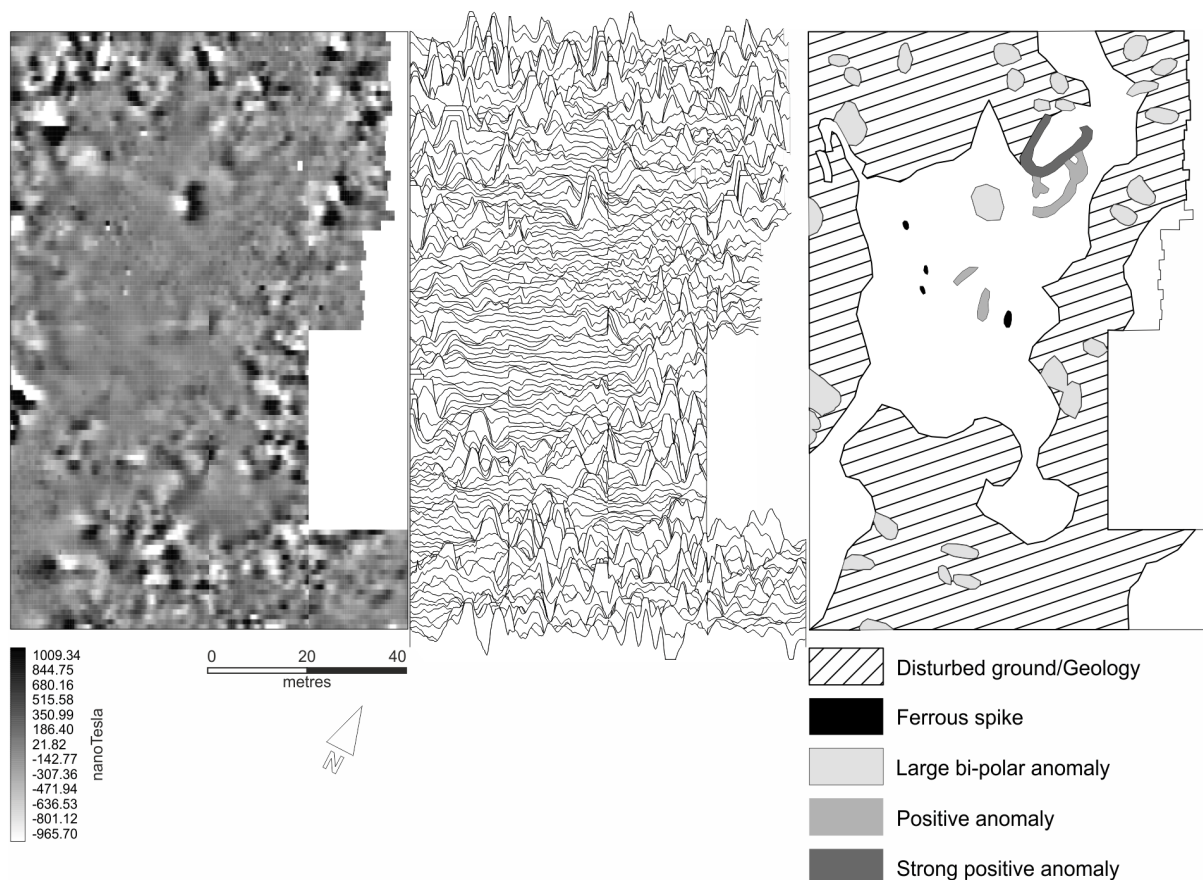 1009.34
844.75
680.16
515.58
350.99
186.40
21.82
-142.77
-307.36
-471.94
-636.53
-801.12
-965.70
nanoTesla
0 20 40
metres
N
Disturbed ground/Geology
Ferrous spike
Large bi-polar anomaly
Positive anomaly
Strong positive anomaly